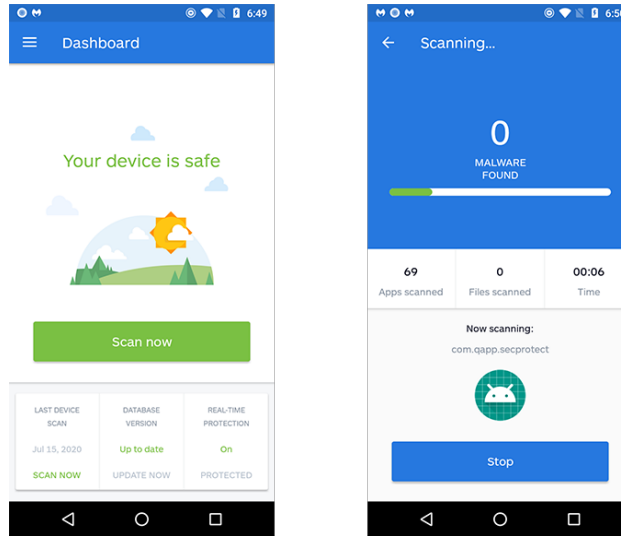 6:49
Dashboard
Your device is safe
Scan now
LAST DEVICE
SCAN
Jul 15, 2020
SCAN NOW
DATABASE
VERSION
Up to date
UPDATE NOW
REAL-TIME
PROTECTION
On
PROTECTED
Scanning...
0
MALWARE
FOUND
69
Apps scanned
0
Files scanned
00:06
Time
Now scanning:
com.qapp.secprotect
Stop